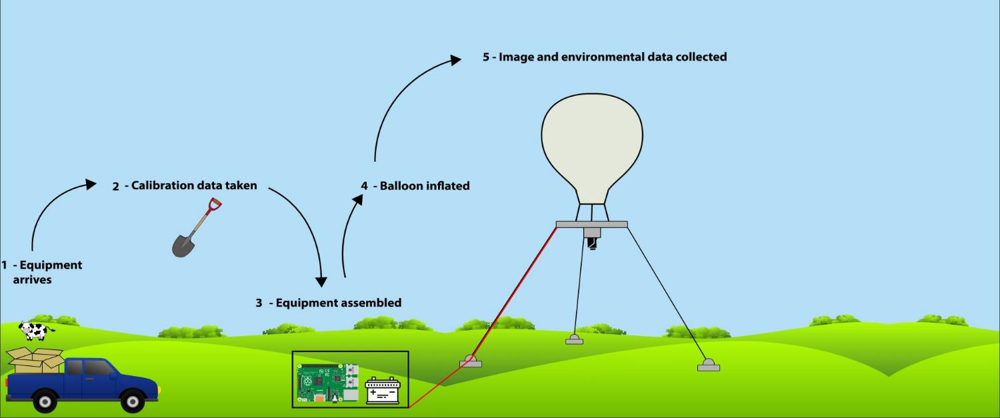 5 - Image and environmental data collected
2 - Calibration data taken
4 - Balloon inflated
1 - Equipment
arrives
3 - Equipment assembled